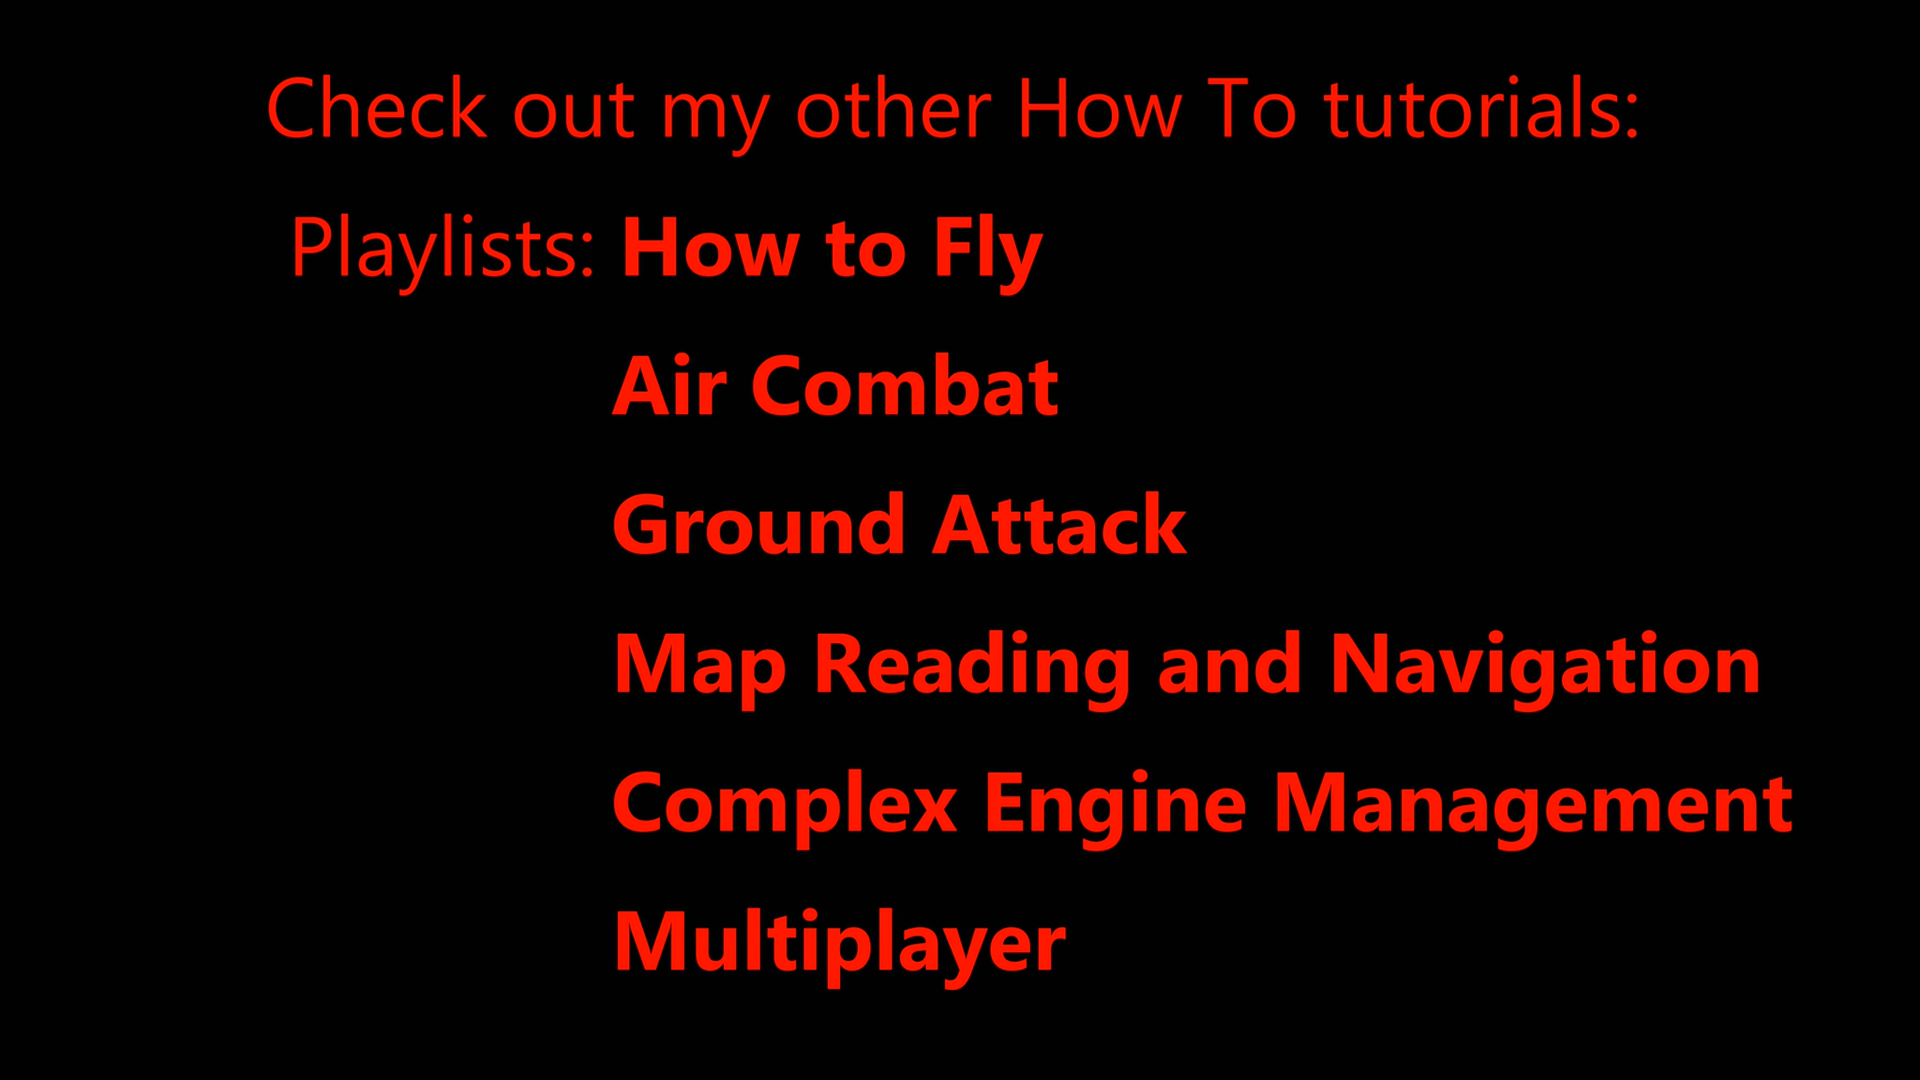 Check out my other How To tutorials:
Playlists: How to Fly
Air Combat
Ground Attack
Map Reading and Navigation
Complex Engine Management
Multiplayer